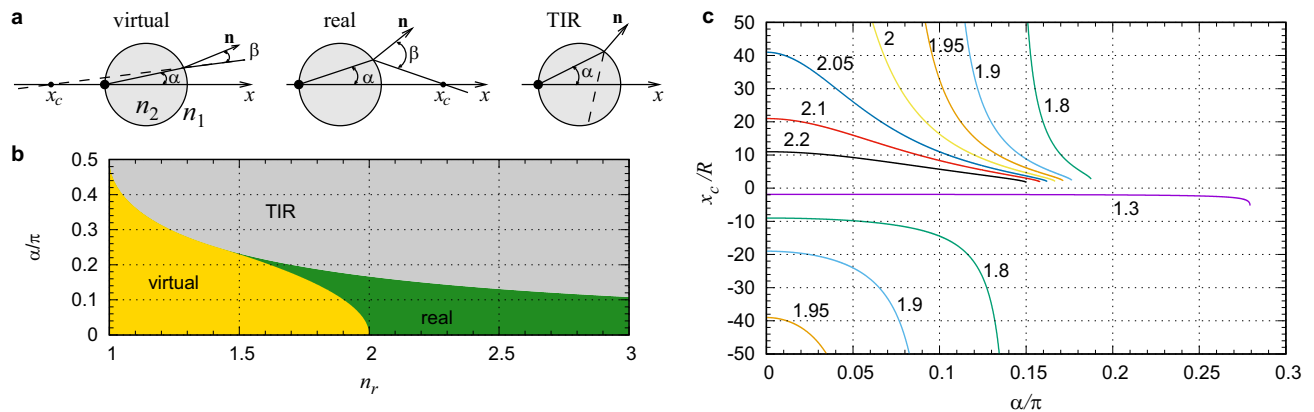 a
virtual
n
β
α
x_c
n_2
n_1
x
real
n
β
α
x_c
x
TIR
n
α
x
b
0.5
0.4
0.3
0.2
0.1
0
α/π
TIR
virtual
real
1
1.5
2
2.5
3
n_r
c
50
40
30
20
10
0
-10
-20
-30
-40
-50
x_c/R
2
1.95
1.9
1.8
2.05
2.1
2.2
1.3
1.8
1.9
1.95
0
0.05
0.1
0.15
0.2
0.25
0.3
α/π